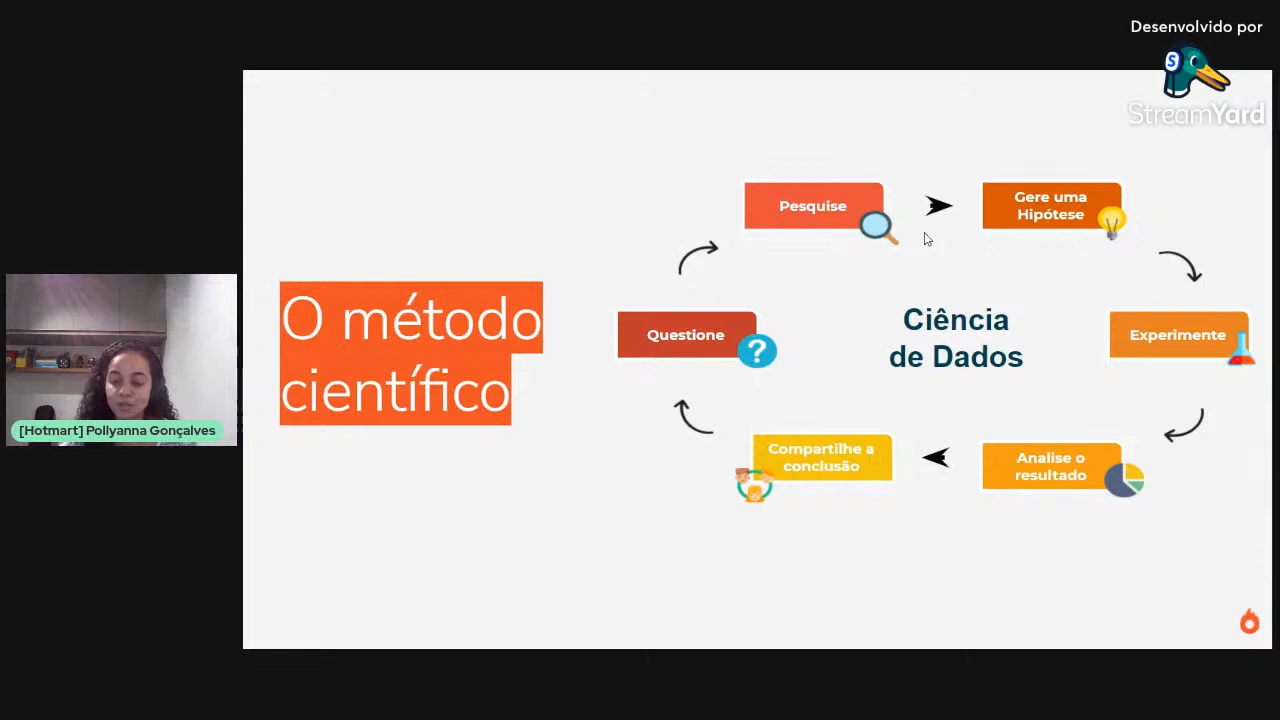 Desenvolvido por
S
StreamYard
O método
científico
Pesquise
Gere uma
Hipótese
Questione
?
Ciência
de Dados
Experimente
Compartilhe a
conclusão
Analise o
resultado
[Hotmart] Pollyanna Gonçalves